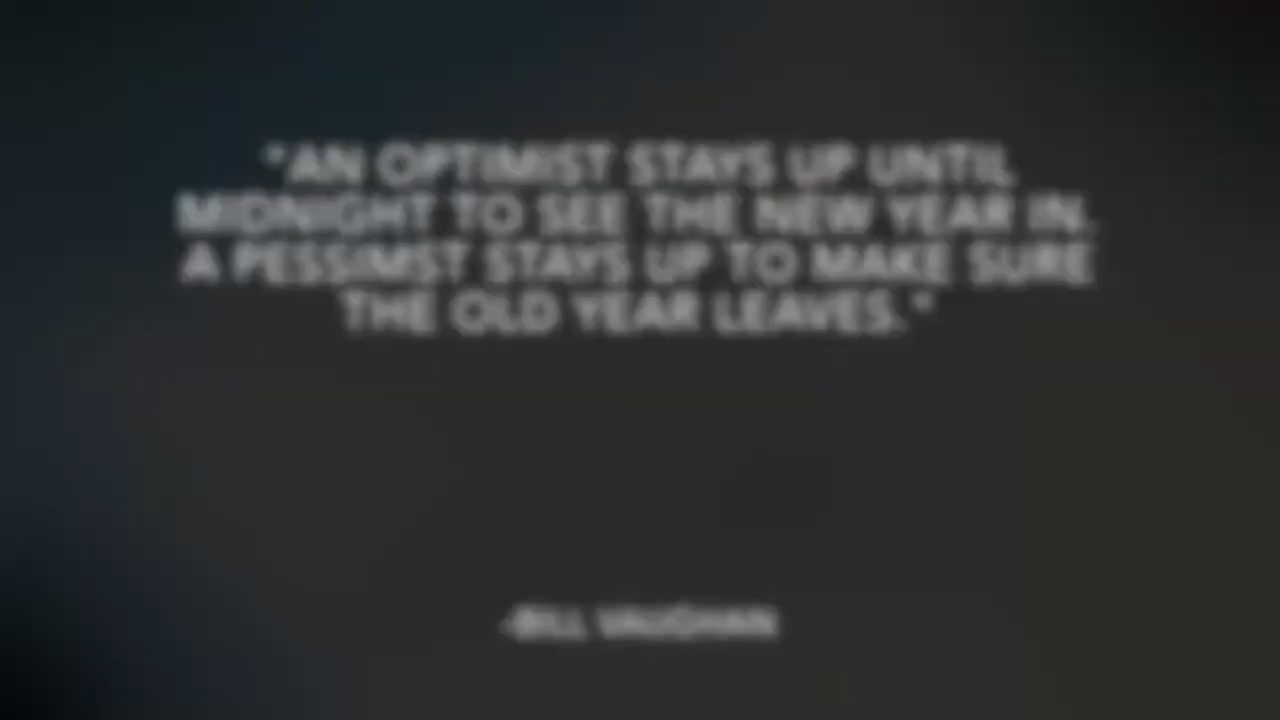 "AN OPTIMIST STAYS UP UNTIL
MIDNIGHT TO SEE THE NEW YEAR IN.
A PESSIMIST STAYS UP TO MAKE SURE
THE OLD YEAR LEAVES."
-BILL VAUGHAN